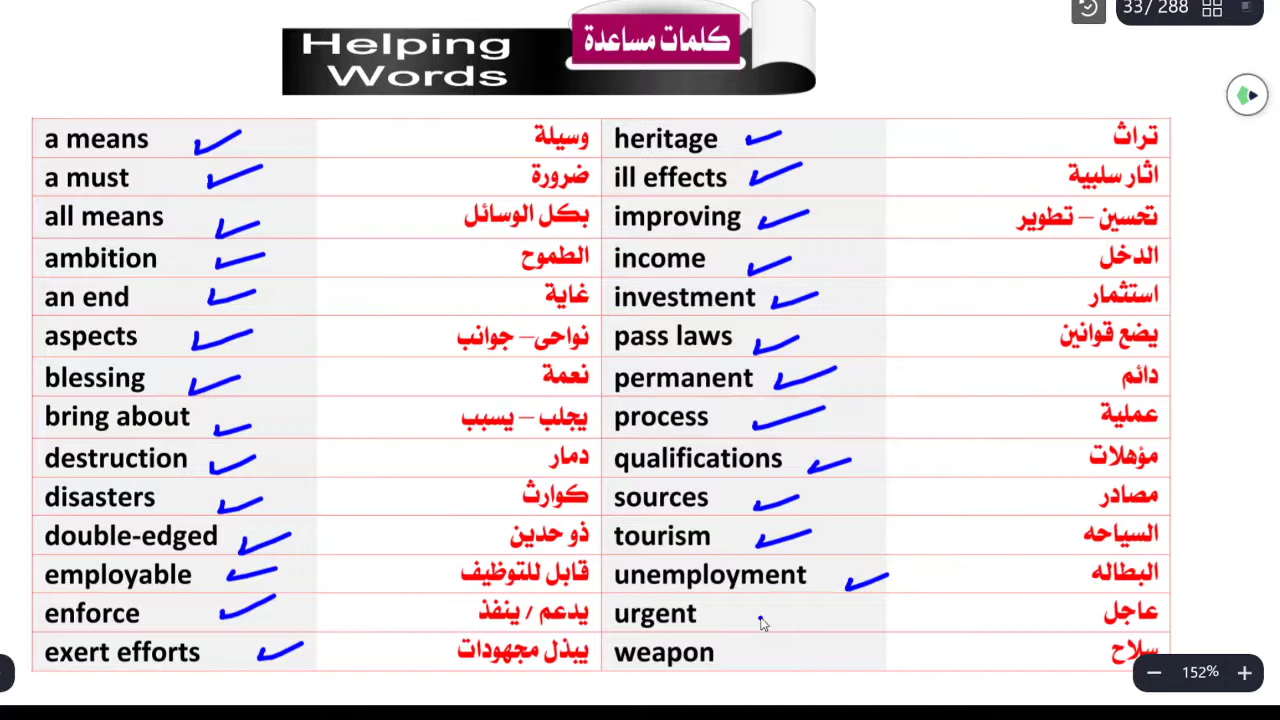 33/ 288
Helping Words
كلمات مساعدة
a means وسيلة heritage تراث
a must ضرورة ill effects اثار سلبية
all means بكل الوسائل improving تحسين – تطوير
ambition الطموح income الدخل
an end غاية investment استثمار
aspects نواحى– جوانب pass laws يضع قوانين
blessing نعمة permanent دائم
bring about يجلب – يسبب process عملية
destruction دمار qualifications مؤهلات
disasters كوارث sources مصادر
double-edged ذو حدين tourism السياحه
employable قابل للتوظيف unemployment البطاله
enforce يدعم / ينفذ urgent عاجل
exert efforts يبذل مجهودات weapon سلاح
152%